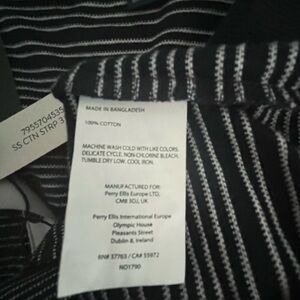 7955704535
SS CTN STRP 3
MADE IN BANGLADESH
100% COTTON
MACHINE WASH COLD WITH LIKE COLORS.
DELICATE CYCLE. NON-CHLORINE BLEACH.
TUMBLE DRY LOW. COOL IRON.
MANUFACTURED FOR:
Perry Ellis Europe LTD,
CM8 3DJ, UK
Perry Ellis International Europe
Olympic House
Pleasants Street
Dublin 8, Ireland
RN# 37763 / CA# 55972
NO1790